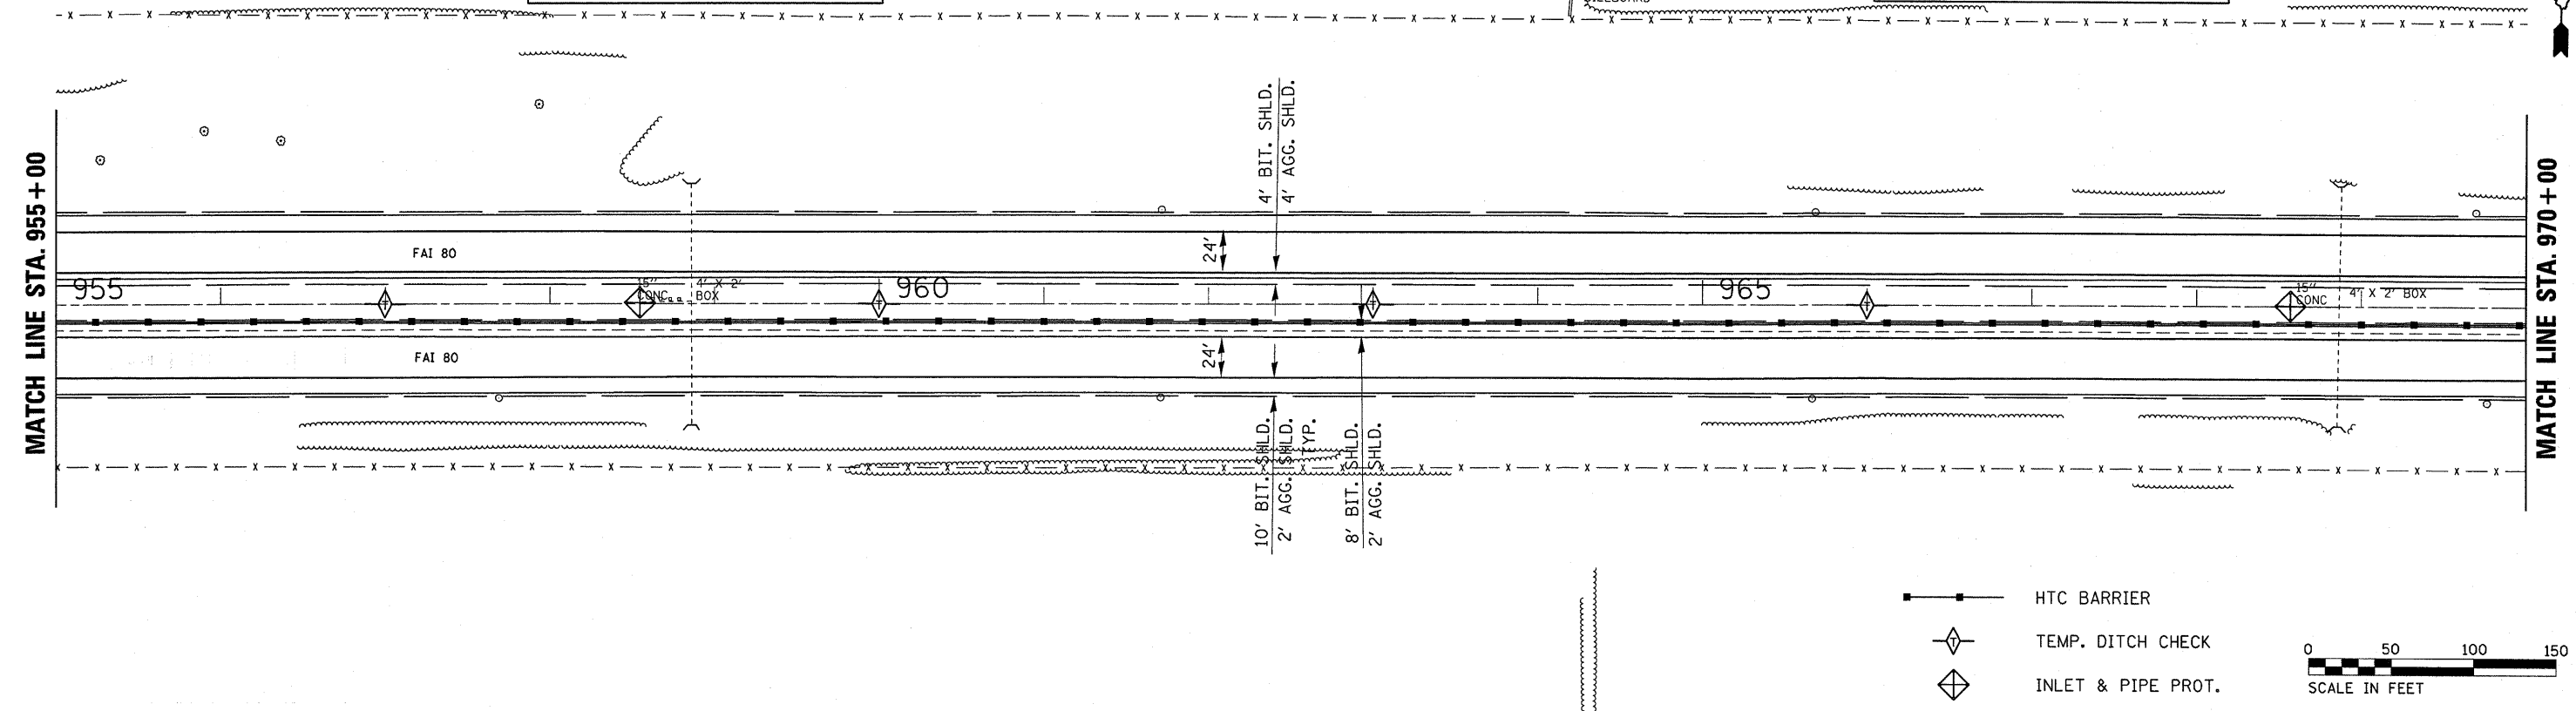 MATCH LINE STA. 955+00
4' BIT. SHLD.
4' AGG. SHLD.
MATCH LINE STA. 970+00
FAI 80
24'
955
15"
CONC
4' X 2'
BOX
960
965
15"
CONC
4' X 2' BOX
FAI 80
24'
10' BIT. SHLD.
2' AGG. SHLD.
TYP.
8' BIT. SHLD.
2' AGG. SHLD.
HTC BARRIER
T TEMP. DITCH CHECK
INLET & PIPE PROT.
0 50 100 150
SCALE IN FEET